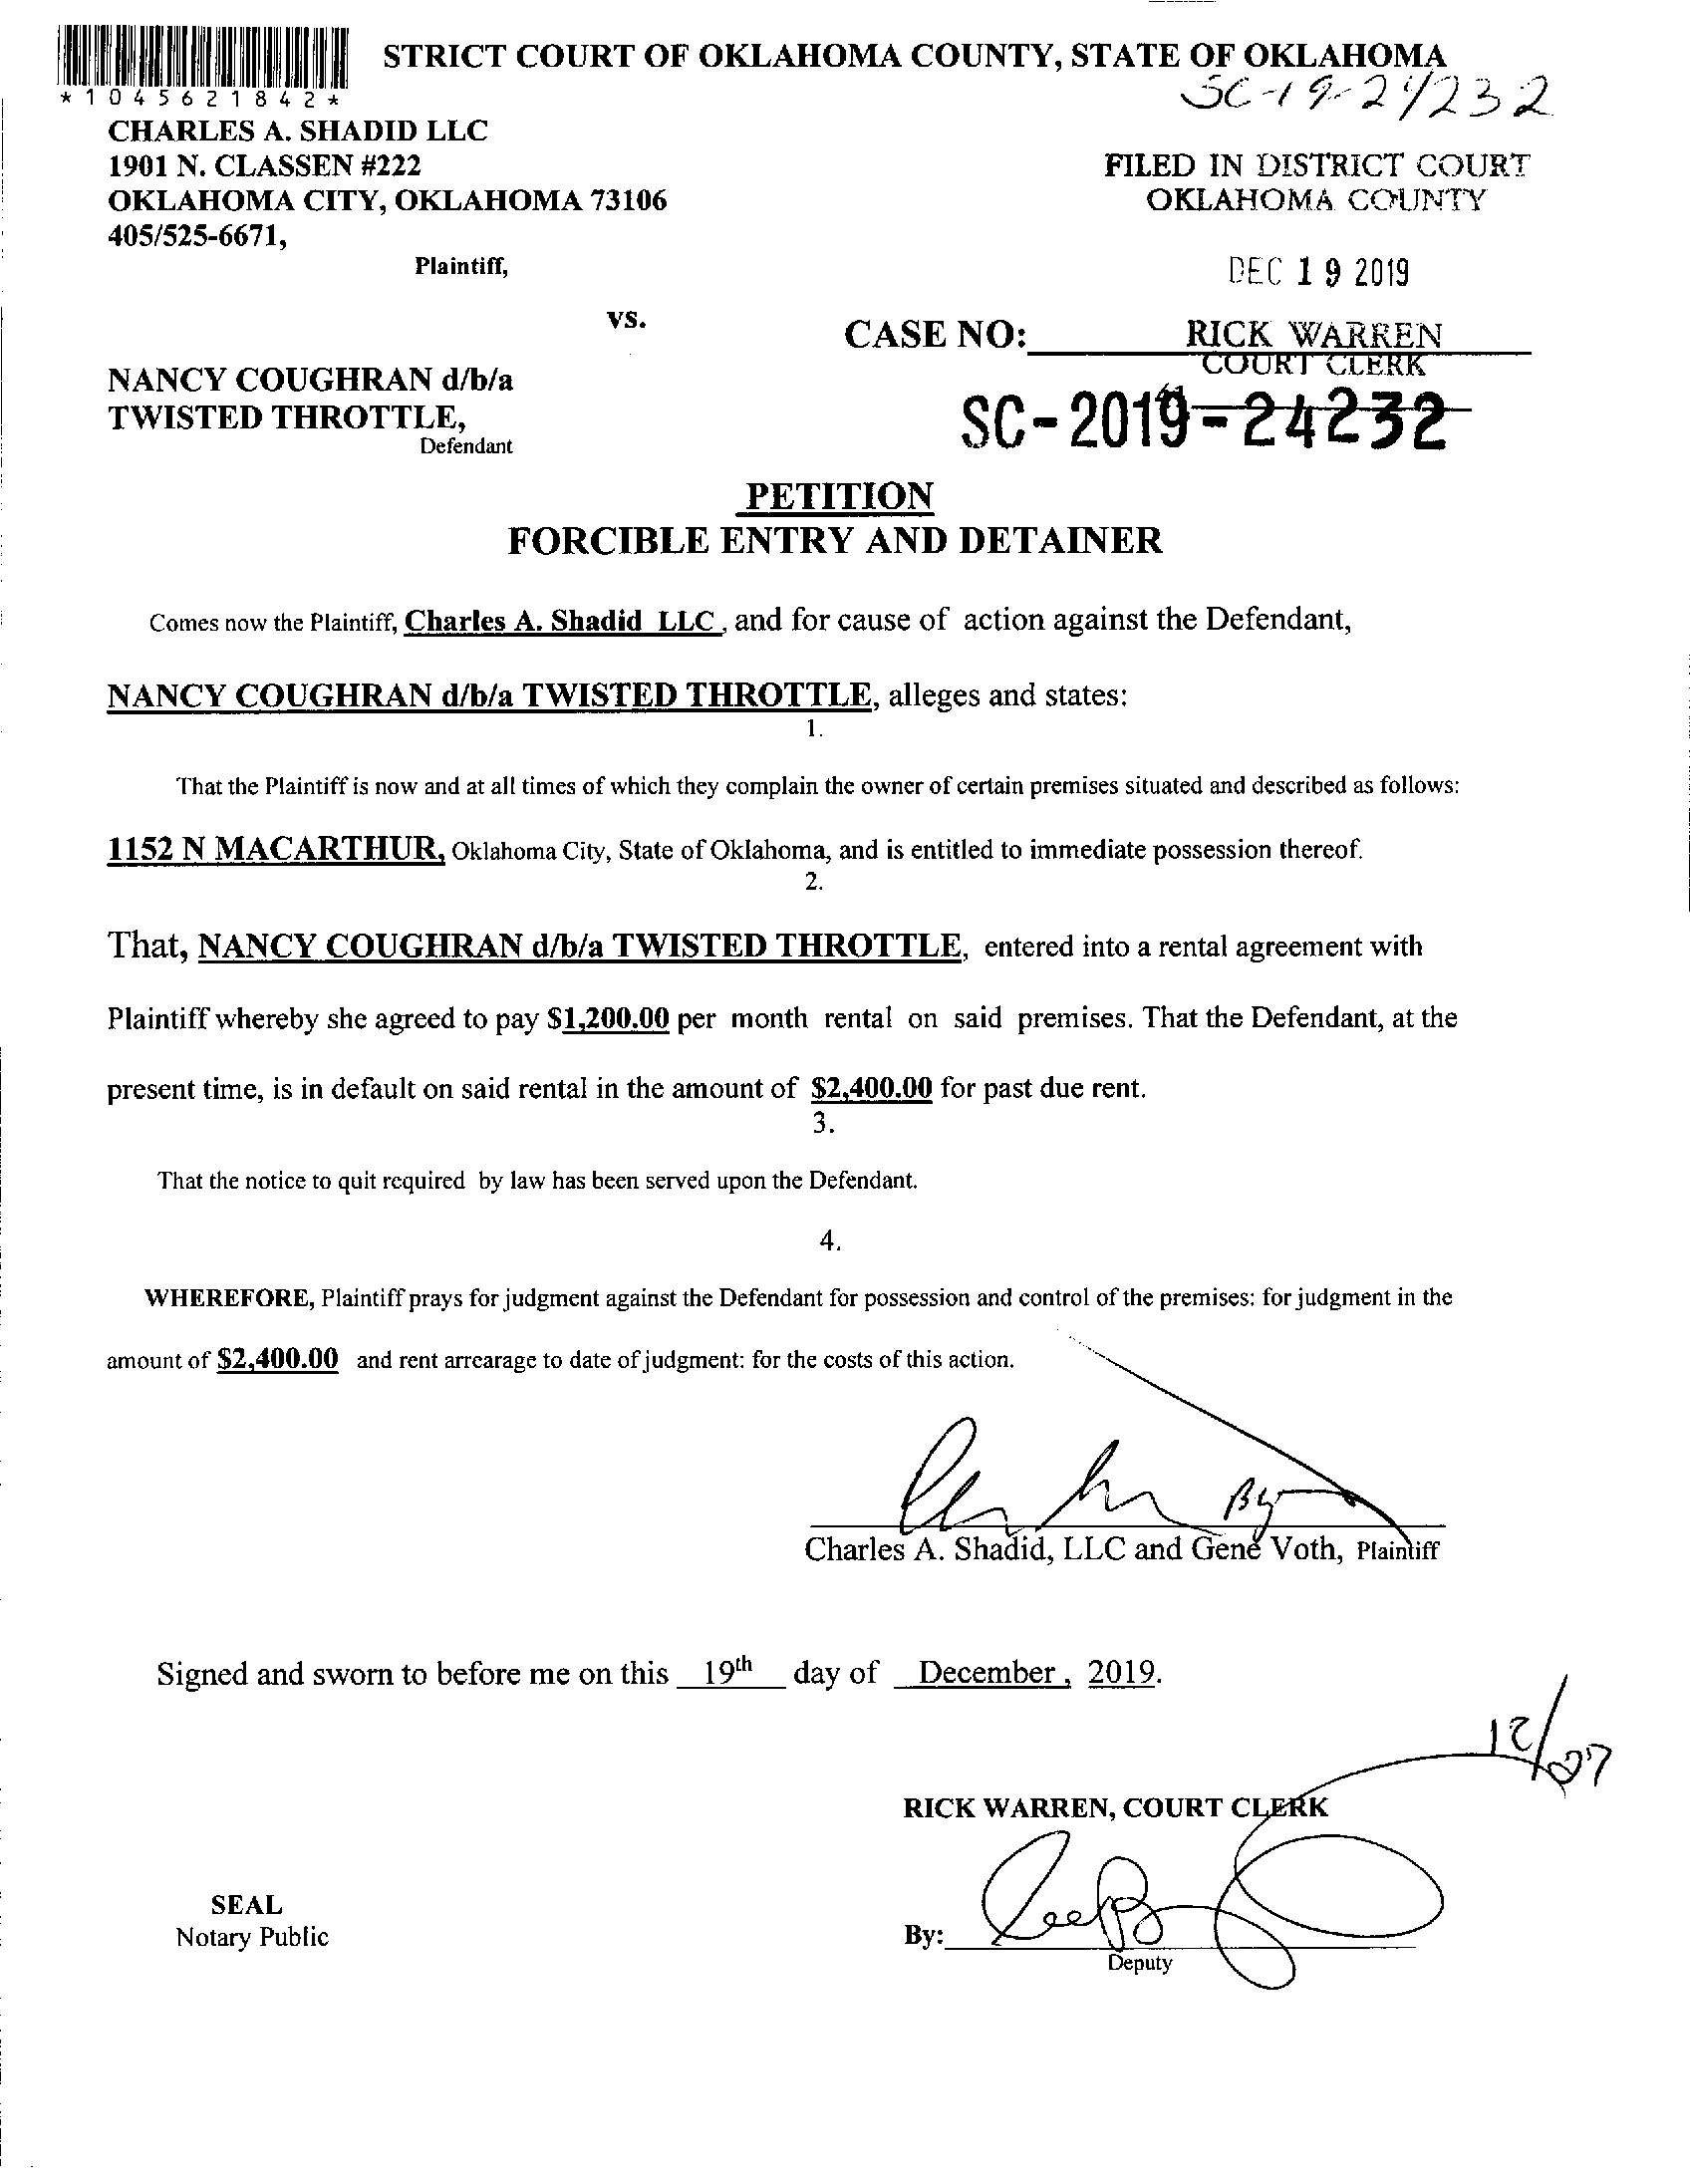 STRICT COURT OF OKLAHOMA COUNTY, STATE OF OKLAHOMA
*1045621842*
SC-19-24232
CHARLES A. SHADID LLC
1901 N. CLASSEN #222
OKLAHOMA CITY, OKLAHOMA 73106
405/525-6671,
Plaintiff,
FILED IN DISTRICT COURT
OKLAHOMA COUNTY
DEC 19 2019
RICK WARREN
COURT CLERK
vs.
CASE NO:
SC-2019-24232
NANCY COUGHRAN d/b/a
TWISTED THROTTLE,
Defendant
PETITION
FORCIBLE ENTRY AND DETAINER
Comes now the Plaintiff, Charles A. Shadid LLC, and for cause of action against the Defendant,
NANCY COUGHRAN d/b/a TWISTED THROTTLE, alleges and states:
1.
That the Plaintiff is now and at all times of which they complain the owner of certain premises situated and described as follows:
1152 N MACARTHUR, Oklahoma City, State of Oklahoma, and is entitled to immediate possession thereof.
2.
That, NANCY COUGHRAN d/b/a TWISTED THROTTLE, entered into a rental agreement with
Plaintiff whereby she agreed to pay $1,200.00 per month rental on said premises. That the Defendant, at the
present time, is in default on said rental in the amount of $2,400.00 for past due rent.
3.
That the notice to quit required by law has been served upon the Defendant.
4.
WHEREFORE, Plaintiff prays for judgment against the Defendant for possession and control of the premises: for judgment in the
amount of $2,400.00 and rent arrearage to date of judgment: for the costs of this action.
By
Charles A. Shadid, LLC and Gene Voth, Plaintiff
Signed and sworn to before me on this 19th day of December, 2019.
12/27
RICK WARREN, COURT CLERK
SEAL
Notary Public
By:
Deputy